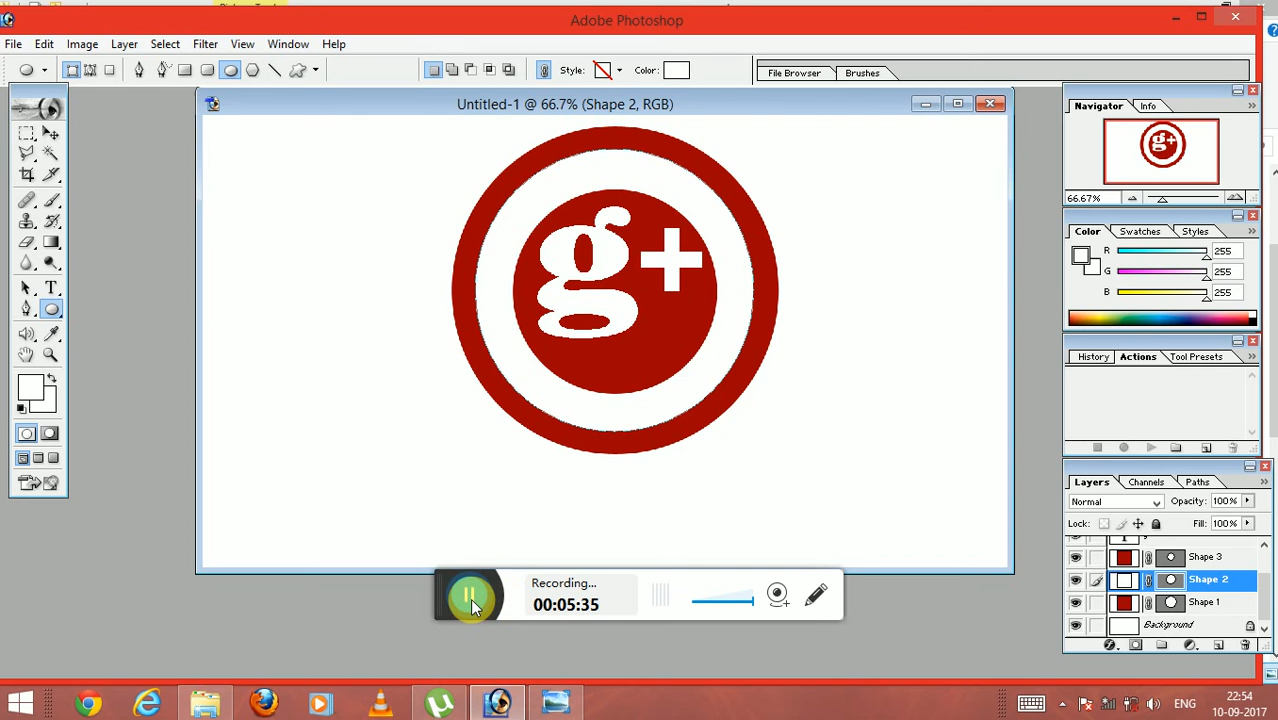 Adobe Photoshop
File Edit Image Layer Select Filter View Window Help
Style: Color: File Browser Brushes
Untitled-1 @ 66.7% (Shape 2, RGB)
g+
Navigator Info
66.67%
Color Swatches Styles
R 255
G 255
B 255
History Actions Tool Presets
Layers Channels Paths
Normal Opacity: 100%
Lock: Fill: 100%
Shape 3
Shape 2
Shape 1
Background
Recording...
00:05:35
ENG
22:54
10-09-2017